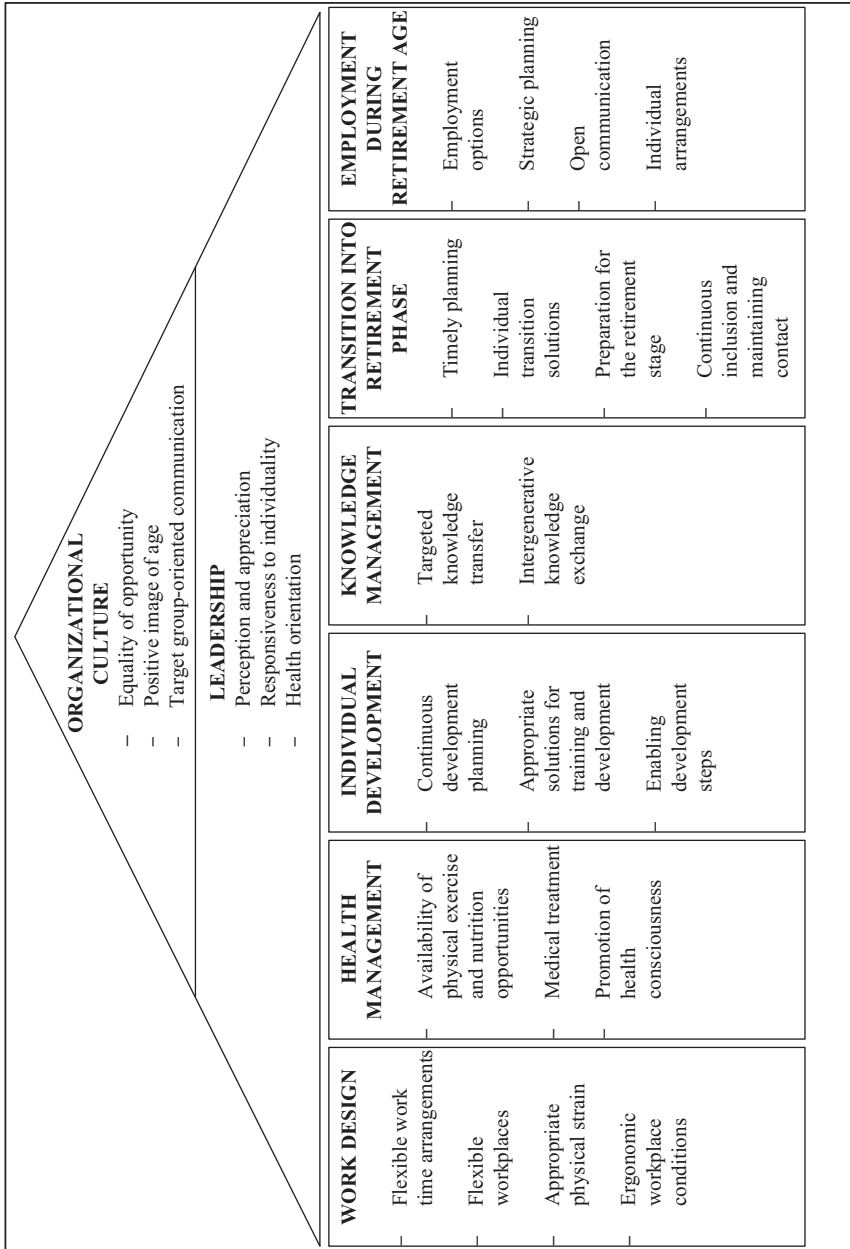 ORGANIZATIONAL
CULTURE
– Equality of opportunity
– Positive image of age
– Target group-oriented communication
LEADERSHIP
– Perception and appreciation
– Responsiveness to individuality
– Health orientation
WORK DESIGN
– Flexible work
time arrangements
– Flexible
workplaces
– Appropriate
physical strain
– Ergonomic
workplace
conditions
HEALTH
MANAGEMENT
– Availability of
physical exercise
and nutrition
opportunities
– Medical treatment
– Promotion of
health
consciousness
INDIVIDUAL
DEVELOPMENT
– Continuous
development
planning
– Appropriate
solutions for
training and
development
– Enabling
development
steps
KNOWLEDGE
MANAGEMENT
– Targeted
knowledge
transfer
– Intergenerative
knowledge
exchange
TRANSITION INTO
RETIREMENT
PHASE
– Timely planning
– Individual
transition
solutions
– Preparation for
the retirement
stage
– Continuous
inclusion and
maintaining
contact
EMPLOYMENT
DURING
RETIREMENT AGE
– Employment
options
– Strategic planning
– Open
communication
– Individual
arrangements